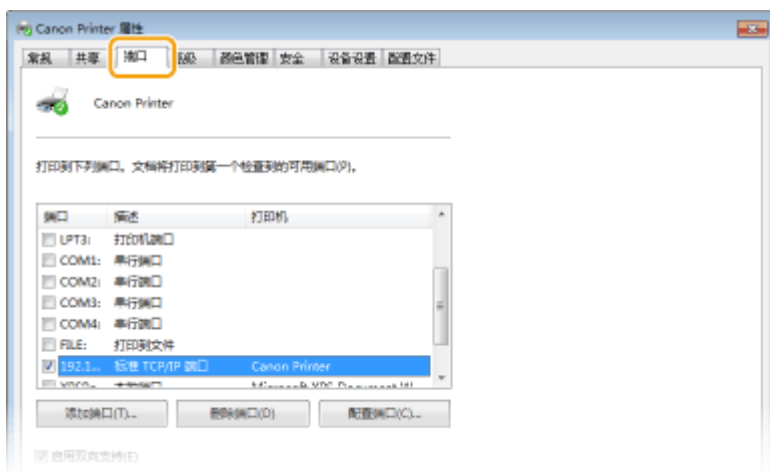 Canon Printer 属性
常规 共享 端口 高级 颜色管理 安全 设备设置 配置文件
Canon Printer
打印到下列端口。文档将打印到第一个检查到的可用端口(P)。
端口 描述 打印机
LPT3: 打印机端口
COM1: 串行端口
COM2: 串行端口
COM3: 串行端口
COM4: 串行端口
FILE: 打印到文件
192.1... 标准 TCP/IP 端口 Canon Printer
添加端口(T)... 删除端口(D) 配置端口(C)...
启用双向支持(E)